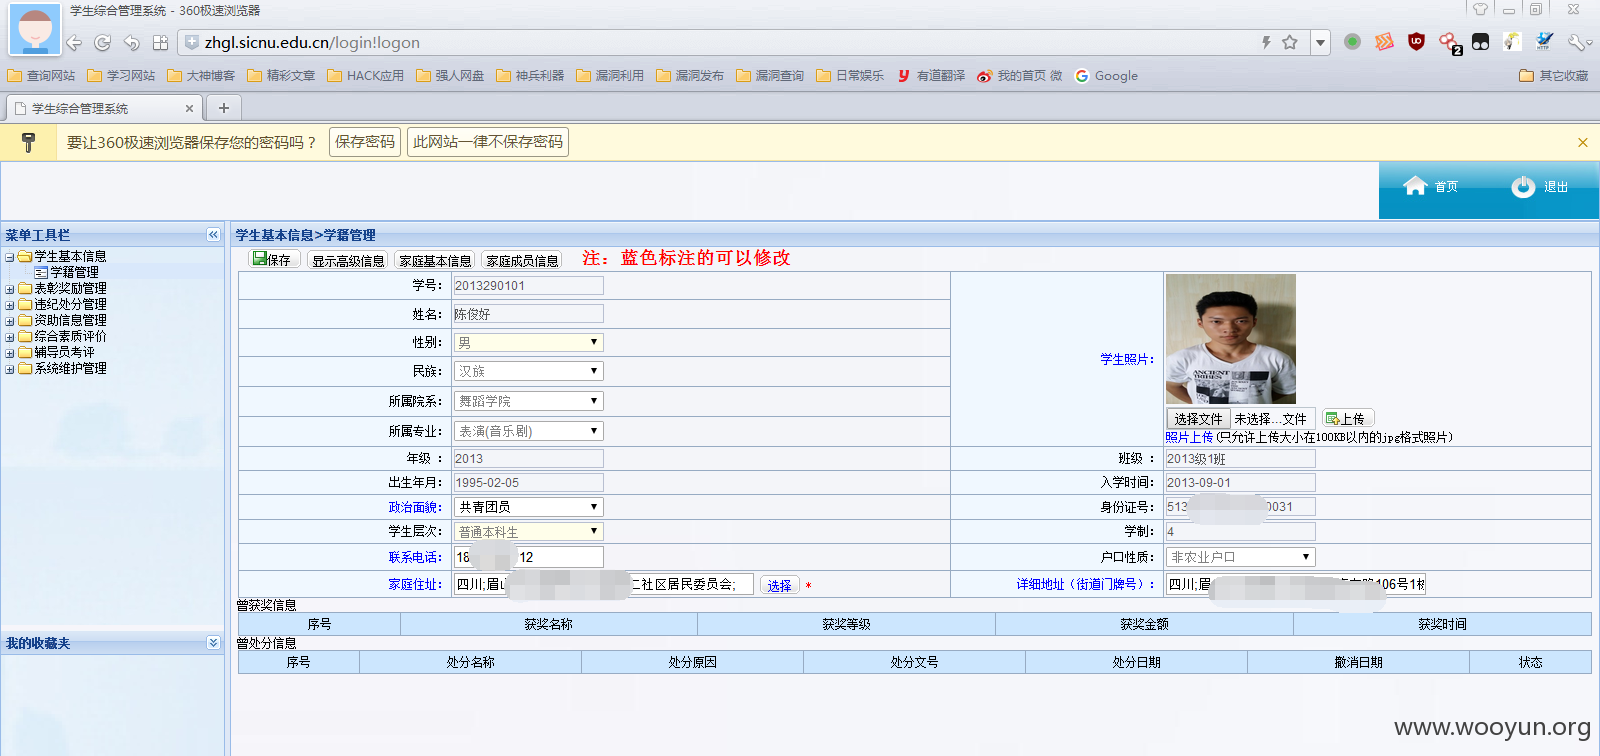 学生综合管理系统 - 360极速浏览器
zhgl.sicnu.edu.cn/login!logon
查询网站 学习网站 大神博客 精彩文章 HACK应用 强人网盘 神兵利器 漏洞利用 漏洞发布 漏洞查询 日常娱乐 有道翻译 我的首页 微 Google 其它收藏
学生综合管理系统
要让360极速浏览器保存您的密码吗？ 保存密码 此网站一律不保存密码
首页 退出
菜单工具栏
学生基本信息
学籍管理
表彰奖励管理
违纪处分管理
资助信息管理
综合素质评价
辅导员考评
系统维护管理
我的收藏夹
学生基本信息>学籍管理
保存 显示高级信息 家庭基本信息 家庭成员信息 注：蓝色标注的可以修改
学号： 2013290101
姓名： 陈俊好
性别： 男
民族： 汉族
所属院系： 舞蹈学院
所属专业： 表演(音乐剧)
学生照片：
ANCIENT
TRIBES
选择文件 未选择...文件 上传
照片上传(只允许上传大小在100KB以内的jpg格式照片)
年级 ： 2013 班级 ： 2013级1班
出生年月： 1995-02-05 入学时间： 2013-09-01
政治面貌： 共青团员 身份证号： 513 0031
学生层次： 普通本科生 学制： 4
联系电话： 18 12 户口性质： 非农业户口
家庭住址： 四川;眉山 二社区居民委员会; 选择 * 详细地址（街道门牌号）： 四川;眉 106号1栋
曾获奖信息
序号 获奖名称 获奖等级 获奖金额 获奖时间
曾处分信息
序号 处分名称 处分原因 处分文号 处分日期 撤消日期 状态
www.wooyun.org